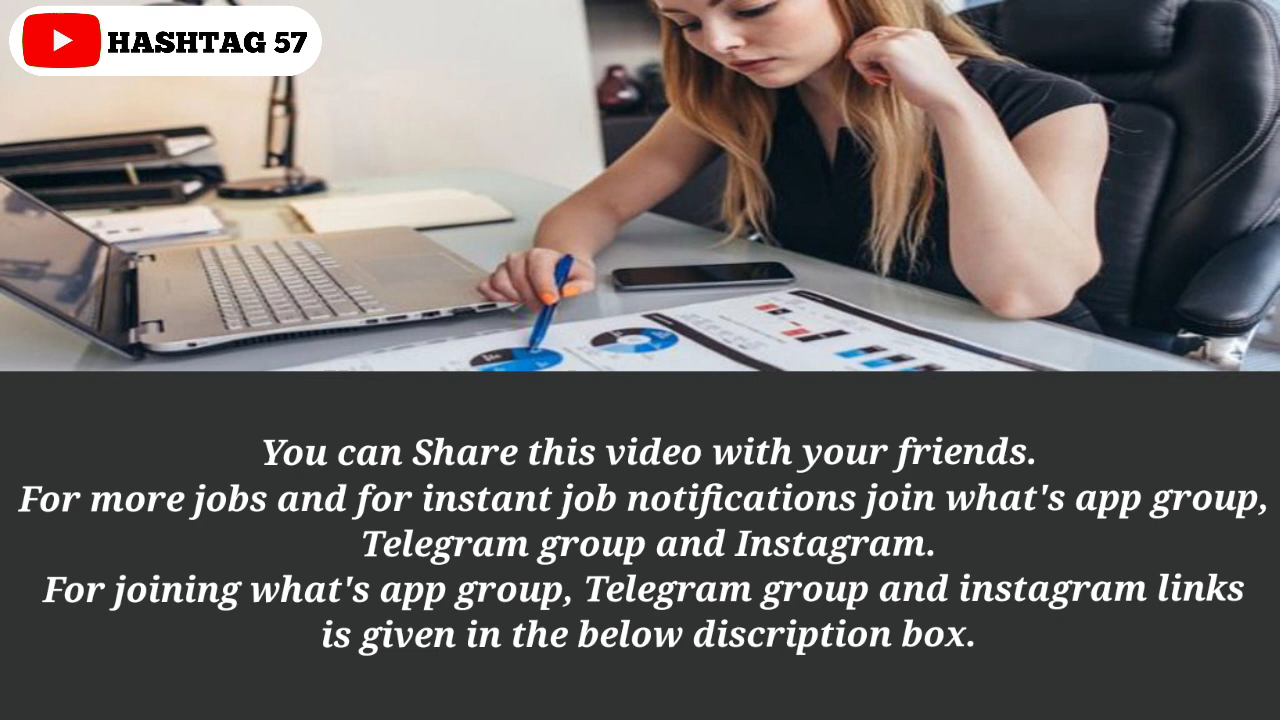 HASHTAG 57
You can Share this video with your friends.
For more jobs and for instant job notifications join what's app group,
Telegram group and Instagram.
For joining what's app group, Telegram group and instagram links
is given in the below discription box.